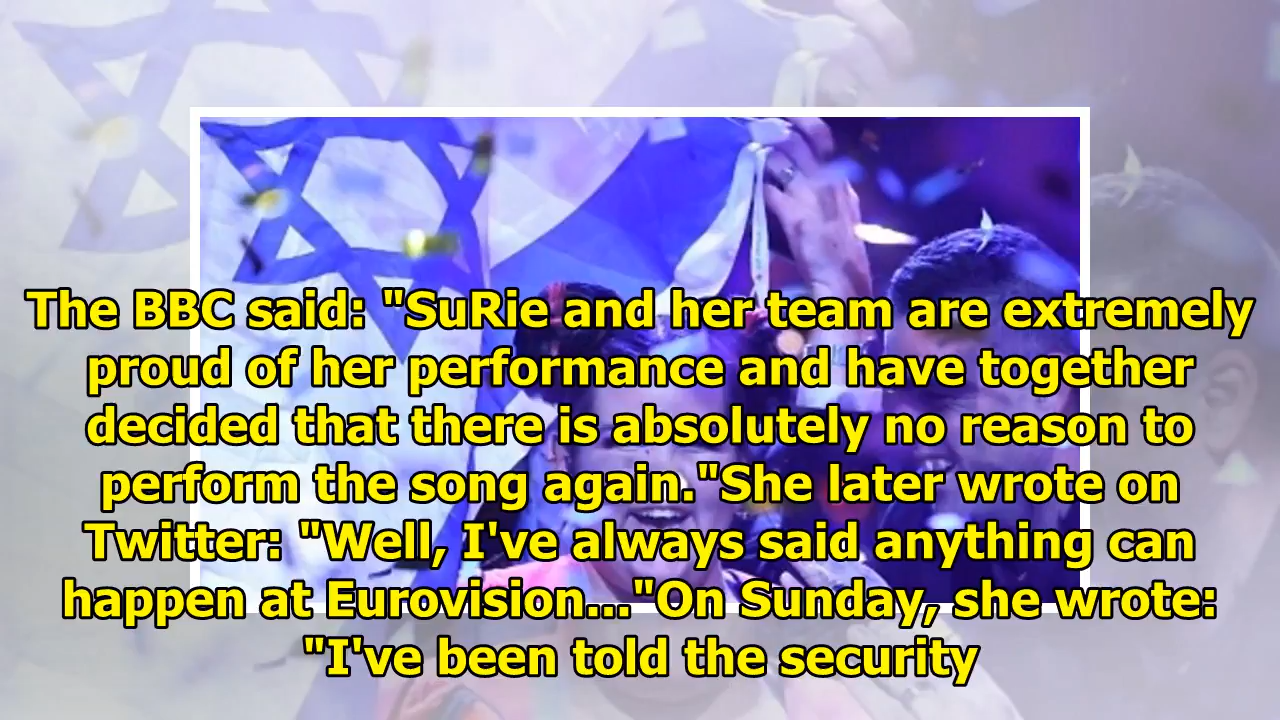 The BBC said: "SuRie and her team are extremely
proud of her performance and have together
decided that there is absolutely no reason to
perform the song again."She later wrote on
Twitter: "Well, I've always said anything can
happen at Eurovision..."On Sunday, she wrote:
"I've been told the security